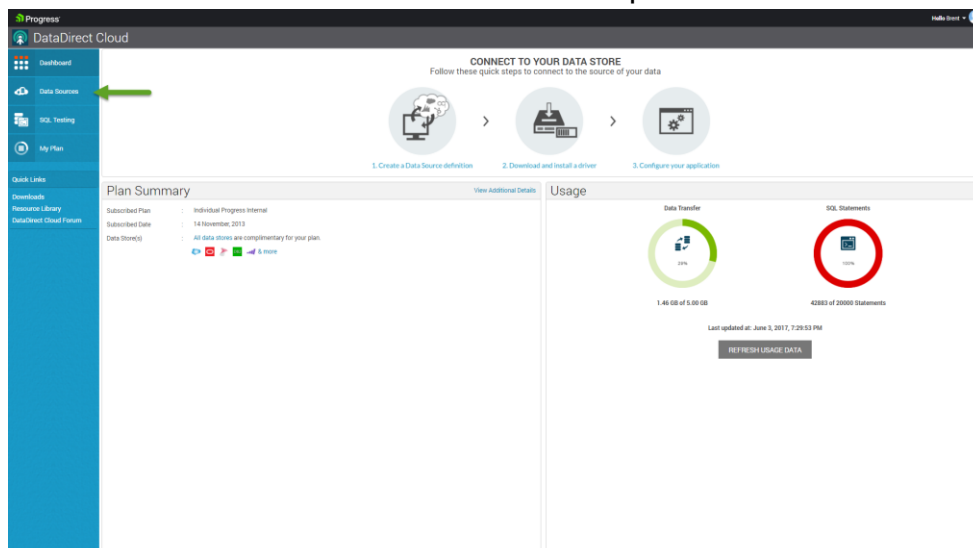 Progress
Hello Brent
DataDirect Cloud
Dashboard
Data Sources
SQL Testing
My Plan
Quick Links
Downloads
Resource Library
DataDirect Cloud Forum
CONNECT TO YOUR DATA STORE
Follow these quick steps to connect to the source of your data
1. Create a Data Source definition
2. Download and install a driver
3. Configure your application
Plan Summary
View Additional Details
Subscribed Plan : Individual Progress Internal
Subscribed Date : 14 November, 2013
Data Store(s) : All data stores are complimentary for your plan.
& more
Usage
Data Transfer
SQL Statements
29%
100%
1.46 GB of 5.00 GB
42883 of 20000 Statements
Last updated at: June 3, 2017, 7:29:53 PM
REFRESH USAGE DATA